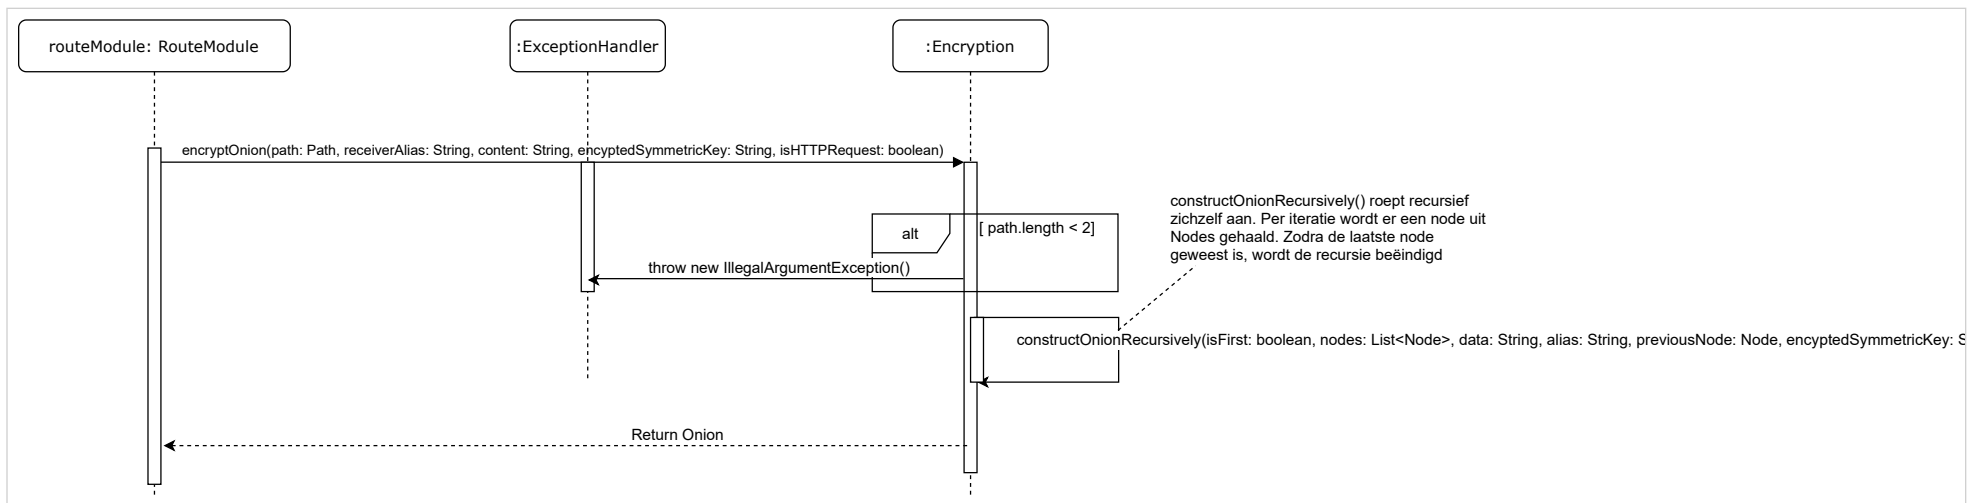 routeModule: RouteModule
:ExceptionHandler
:Encryption
encryptOnion(path: Path, receiverAlias: String, content: String, encyptedSymmetricKey: String, isHTTPRequest: boolean)
constructOnionRecursively() roept recursief
zichzelf aan. Per iteratie wordt er een node uit
Nodes gehaald. Zodra de laatste node
geweest is, wordt de recursie beëindigd
alt
[ path.length < 2]
throw new IllegalArgumentException()
constructOnionRecursively(isFirst: boolean, nodes: List<Node>, data: String, alias: String, previousNode: Node, encyptedSymmetricKey:
Return Onion